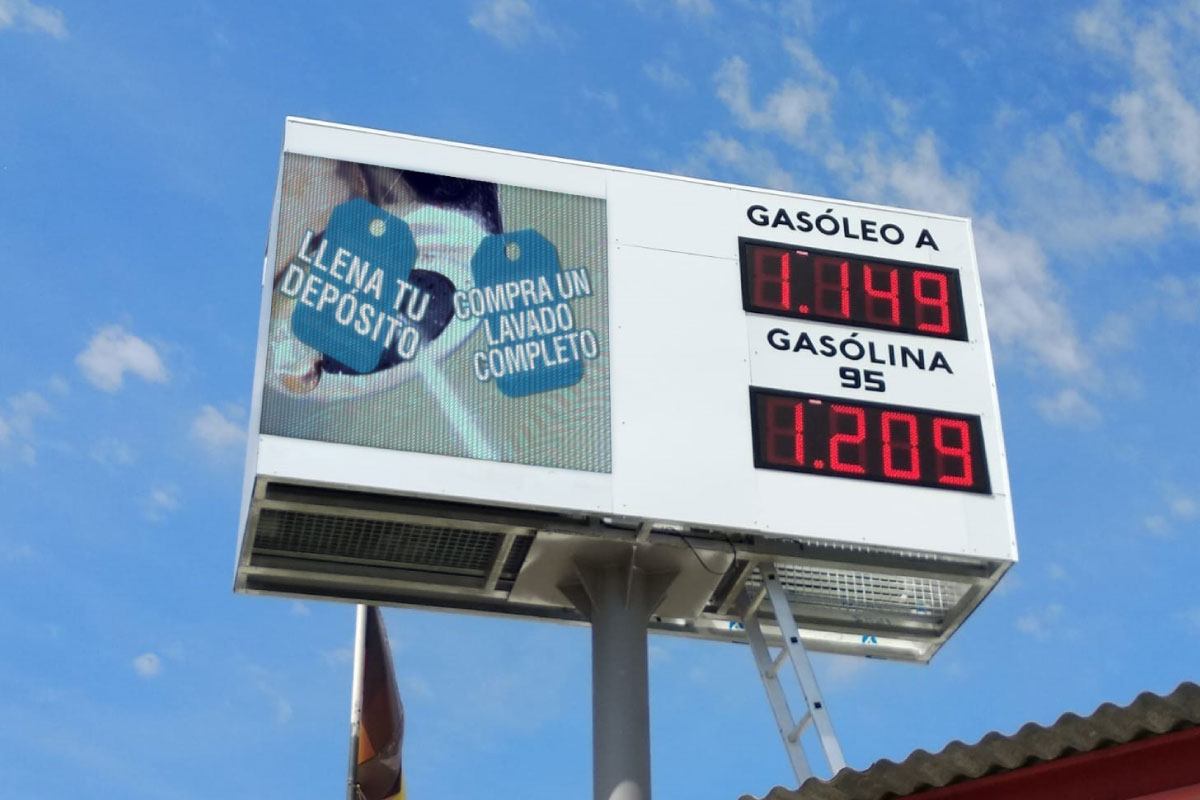 LLENA TU
DEPÓSITO
COMPRA UN
LAVADO
COMPLETO
GASÓLEO A
1.149
GASÓLINA
95
1.209